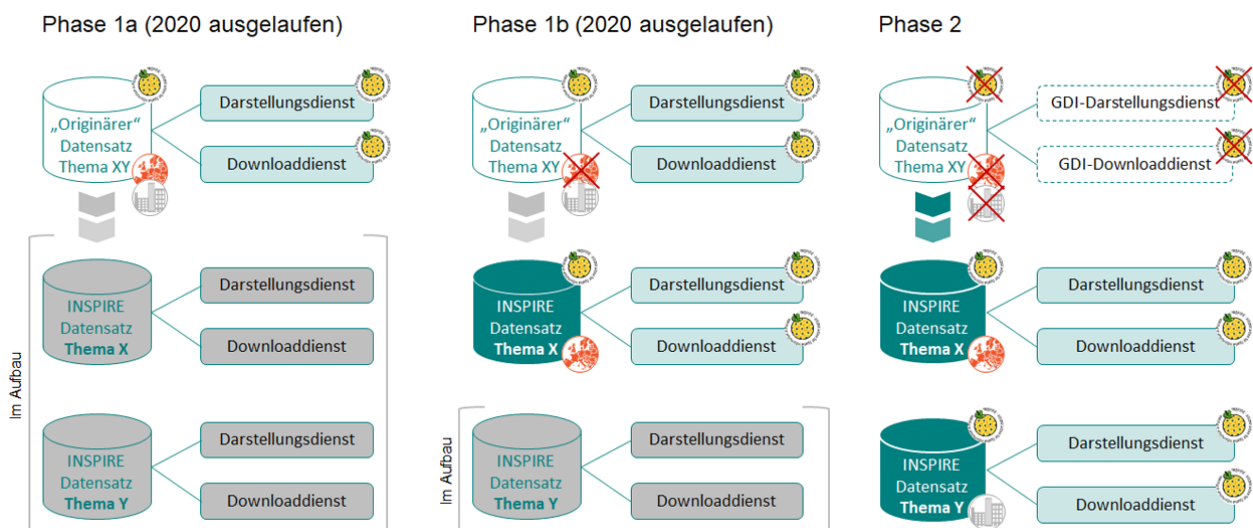 Phase 1a (2020 ausgelaufen)
„Originärer“
Datensatz
Thema XY
Darstellungsdienst
Downloaddienst
Im Aufbau
INSPIRE
Datensatz
Thema X
Darstellungsdienst
Downloaddienst
INSPIRE
Datensatz
Thema Y
Darstellungsdienst
Downloaddienst
Phase 1b (2020 ausgelaufen)
„Originärer“
Datensatz
Thema XY
Darstellungsdienst
Downloaddienst
INSPIRE
Datensatz
Thema X
Darstellungsdienst
Downloaddienst
Im Aufbau
INSPIRE
Datensatz
Thema Y
Darstellungsdienst
Downloaddienst
Phase 2
„Originärer“
Datensatz
Thema XY
GDI-Darstellungsdienst
GDI-Downloaddienst
INSPIRE
Datensatz
Thema X
Darstellungsdienst
Downloaddienst
INSPIRE
Datensatz
Thema Y
Darstellungsdienst
Downloaddienst